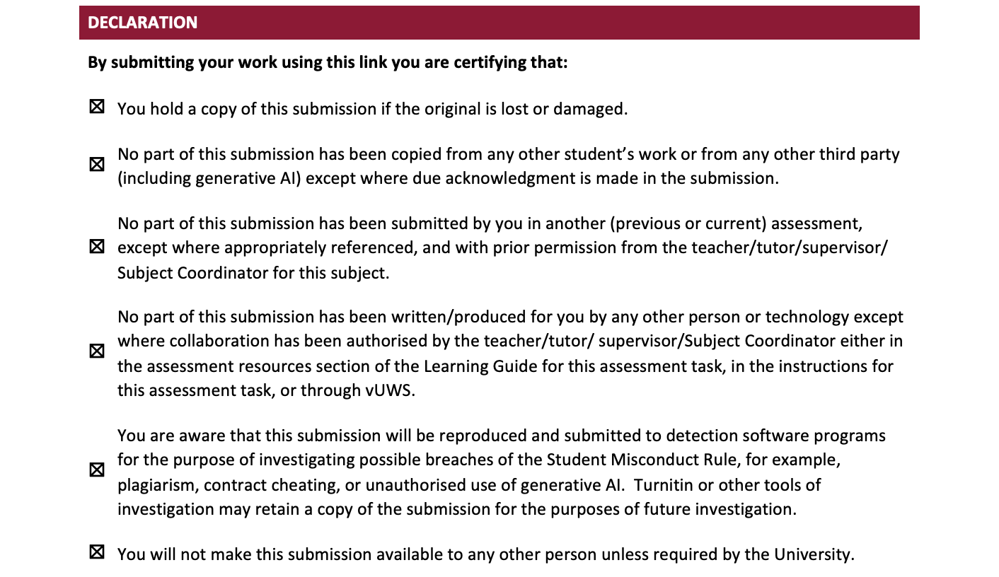 DECLARATION
By submitting your work using this link you are certifying that:
☒ You hold a copy of this submission if the original is lost or damaged.
☒ No part of this submission has been copied from any other student’s work or from any other third party
(including generative AI) except where due acknowledgment is made in the submission.
☒ No part of this submission has been submitted by you in another (previous or current) assessment,
except where appropriately referenced, and with prior permission from the teacher/tutor/supervisor/
Subject Coordinator for this subject.
☒ No part of this submission has been written/produced for you by any other person or technology except
where collaboration has been authorised by the teacher/tutor/ supervisor/Subject Coordinator either in
the assessment resources section of the Learning Guide for this assessment task, in the instructions for
this assessment task, or through vUWS.
☒ You are aware that this submission will be reproduced and submitted to detection software programs
for the purpose of investigating possible breaches of the Student Misconduct Rule, for example,
plagiarism, contract cheating, or unauthorised use of generative AI.  Turnitin or other tools of
investigation may retain a copy of the submission for the purposes of future investigation.
☒ You will not make this submission available to any other person unless required by the University.